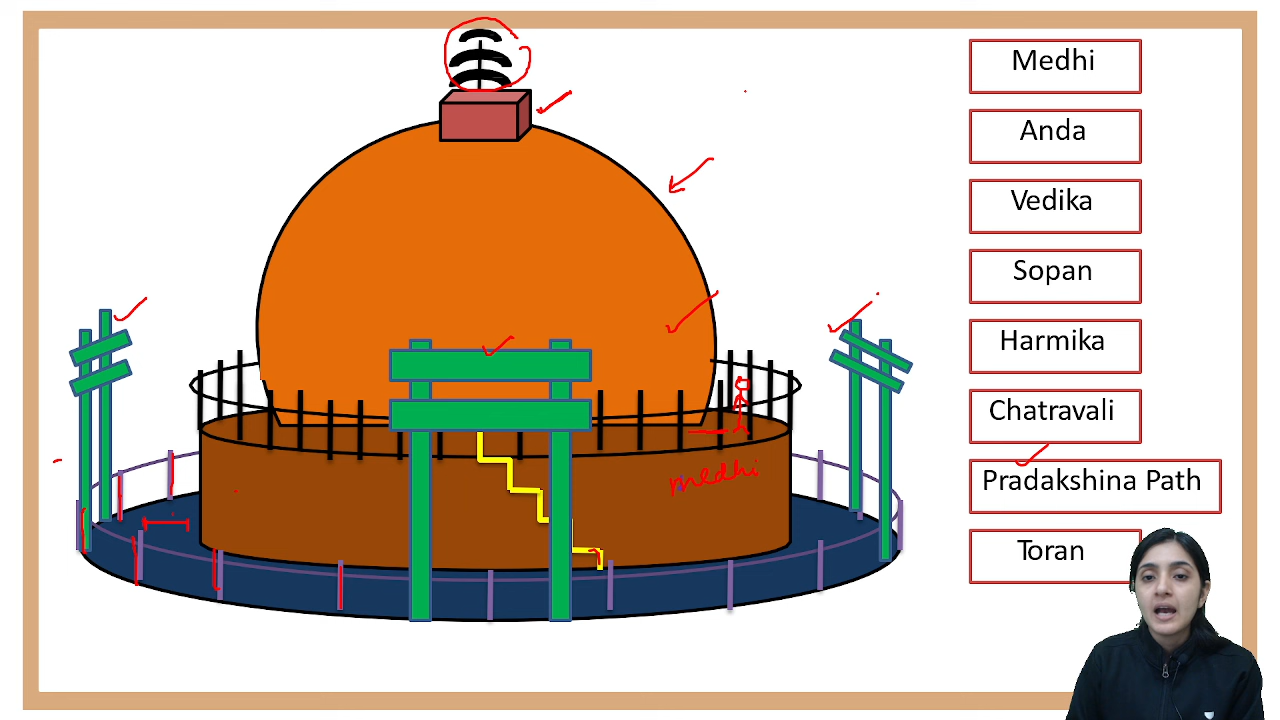 Medhi
Anda
Vedika
Sopan
Harmika
Chatravali
Pradakshina Path
Toran
medhi